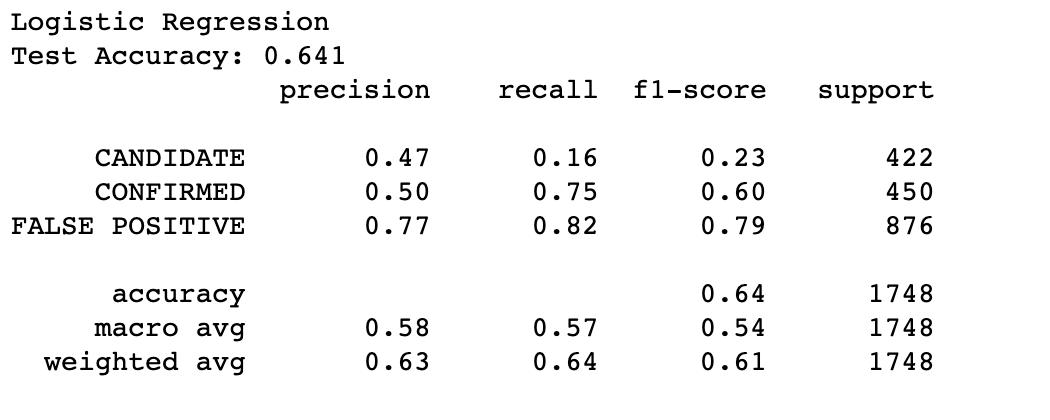 Logistic Regression
Test Accuracy: 0.641
precision recall f1-score support
CANDIDATE 0.47 0.16 0.23 422
CONFIRMED 0.50 0.75 0.60 450
FALSE POSITIVE 0.77 0.82 0.79 876
accuracy 0.64 1748
macro avg 0.58 0.57 0.54 1748
weighted avg 0.63 0.64 0.61 1748